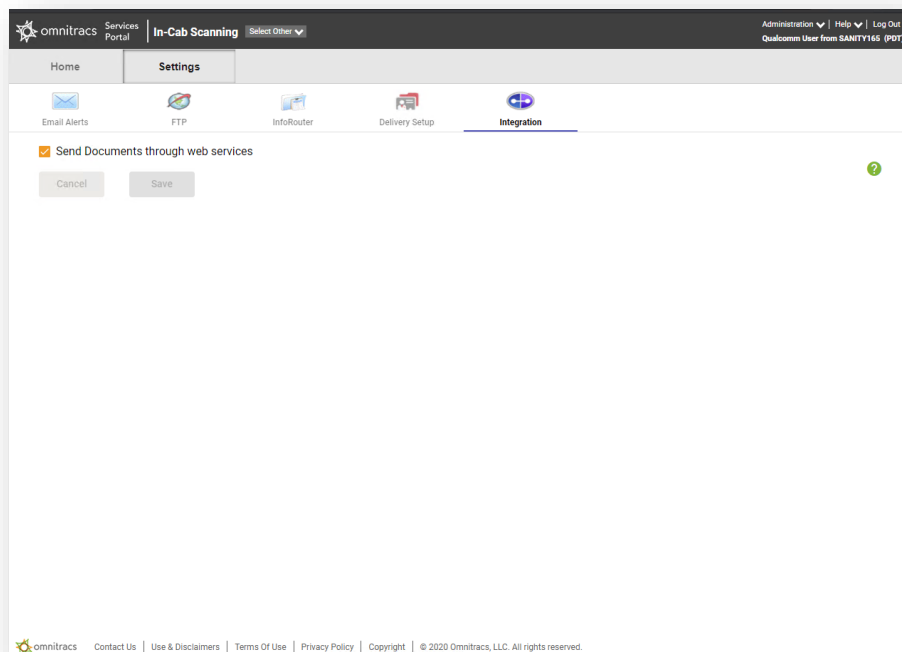 omnitracs Services Portal In-Cab Scanning Select Other Administration Help Log Out
Qualcomm User from SANITY165 (PDT)
Home Settings
Email Alerts FTP InfoRouter Delivery Setup Integration
Send Documents through web services
?
Cancel Save
omnitracs Contact Us | Use & Disclaimers | Terms Of Use | Privacy Policy | Copyright | © 2020 Omnitracs, LLC. All rights reserved.